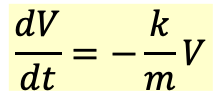 dV/dt = −k/m V